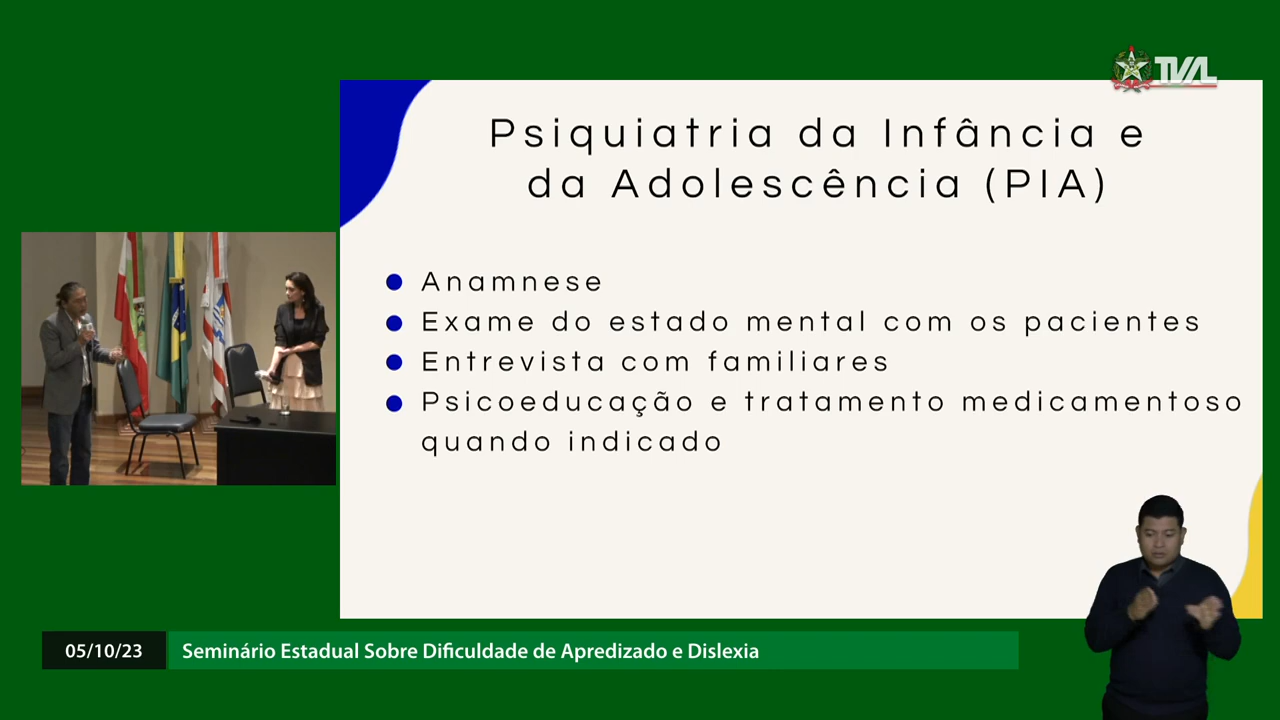 TVAL
Psiquiatria da Infância e
da Adolescência (PIA)
Anamnese
Exame do estado mental com os pacientes
Entrevista com familiares
Psicoeducação e tratamento medicamentoso
quando indicado
05/10/23
Seminário Estadual Sobre Dificuldade de Apredizado e Dislexia